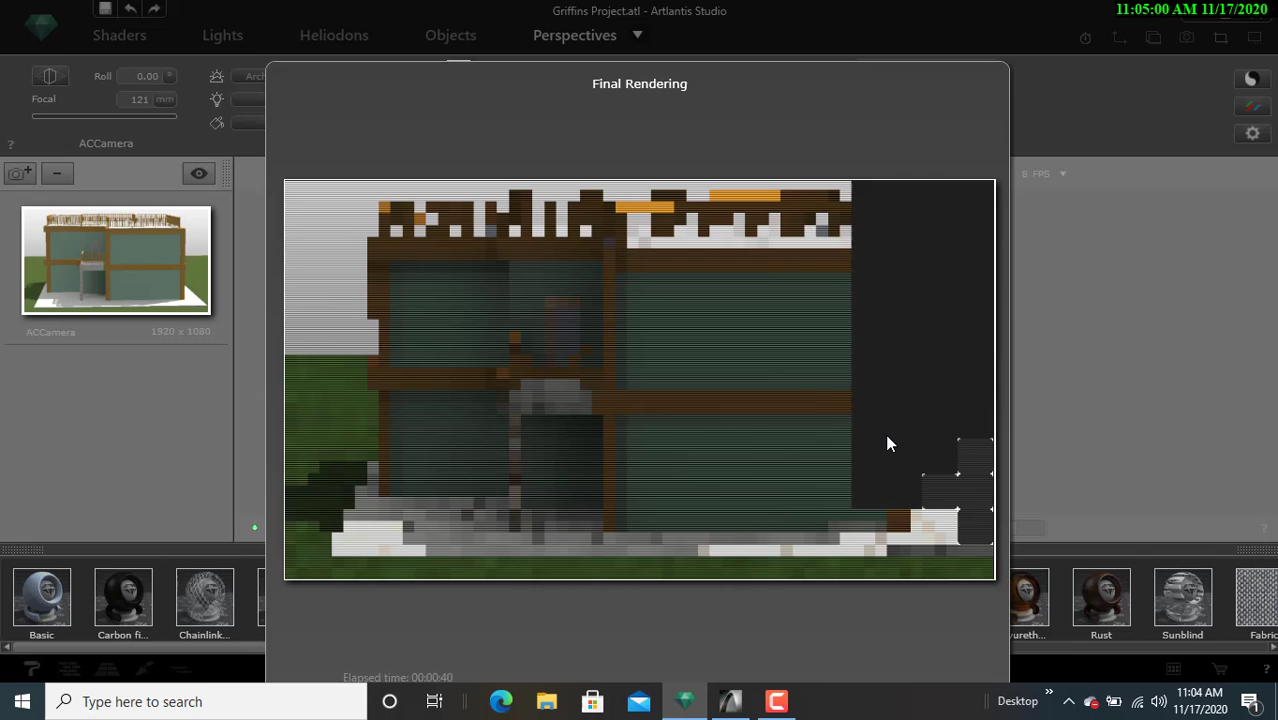 Griffins Project.atl - Artlantis Studio
11:05:00 AM 11/17/2020
Shaders
Lights
Heliodons
Objects
Perspectives
Roll 0.00 °
Arch
Focal 121 mm
Final Rendering
?
ACCamera
8 FPS
ACCamera 1920 x 1080
?
Basic
Carbon fi...
Chainlink...
Rust
Sunblind
Fabric
Elapsed time: 00:00:40
?
Type here to search
Desktop
11:04 AM
11/17/2020
1